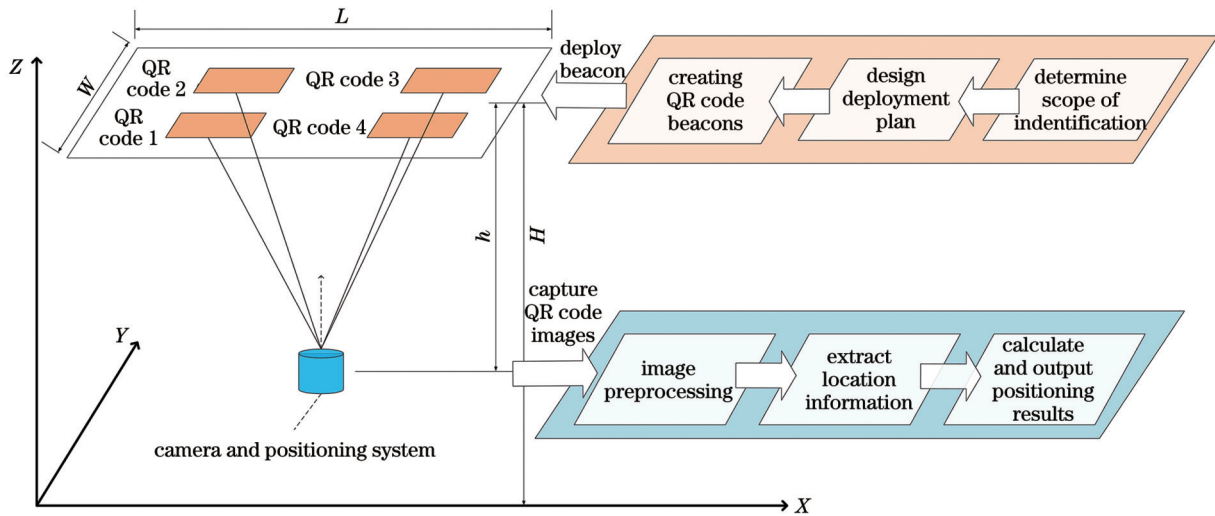 L
Z
W
QR
code 2
QR code 3
QR
code 1
QR code 4
deploy
beacon
creating
QR code
beacons
design
deployment
plan
determine
scope of
indentification
h
H
capture
QR code
images
Y
image
preprocessing
extract
location
information
calculate
and output
positioning
results
camera and positioning system
X